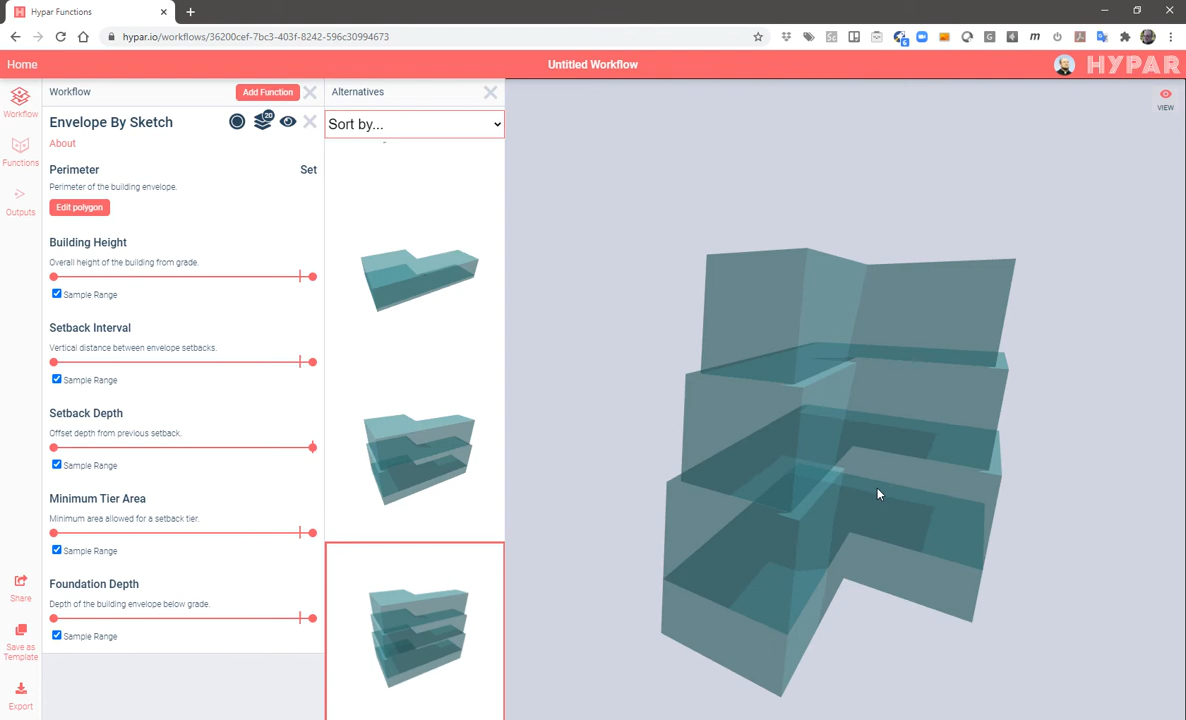 Hypar Functions
hypar.io/workflows/36200cef-7bc3-403f-8242-596c30994673
Home
Untitled Workflow
HYPAR
Workflow
Functions
Outputs
Share
Save as
Template
Export
Workflow
Add Function
Envelope By Sketch
20
About
Perimeter
Set
Perimeter of the building envelope.
Edit polygon
Building Height
Overall height of the building from grade.
Sample Range
Setback Interval
Vertical distance between envelope setbacks.
Sample Range
Setback Depth
Offset depth from previous setback.
Sample Range
Minimum Tier Area
Minimum area allowed for a setback tier.
Sample Range
Foundation Depth
Depth of the building envelope below grade.
Sample Range
Alternatives
Sort by...
VIEW